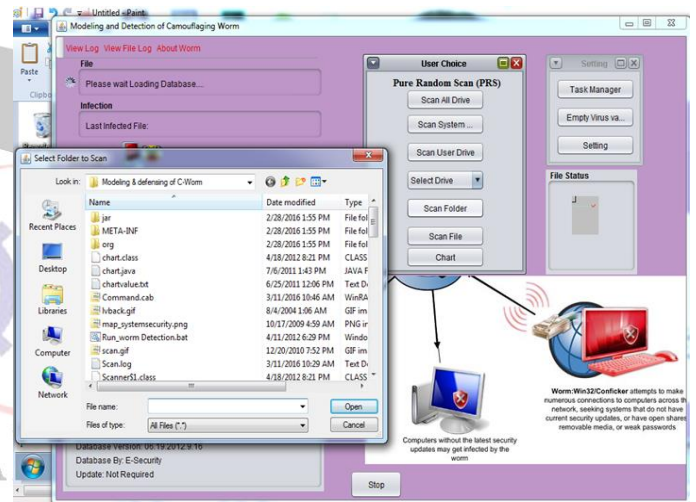 Untitled - Paint
Modeling and Detection of Camouflaging Worm
View Log View File Log About Worm
File
Please wait Loading Database...
Infection
Last Infected File:
Paste
User Choice
Pure Random Scan (PRS)
Scan All Drive
Scan System ...
Scan User Drive
Select Drive
Scan Folder
Scan File
Chart
Setting
Task Manager
Empty Virus va...
Setting
File Status
Select Folder to Scan
Look in:
Modeling & defensing of C-Worm
Recent Places
Desktop
Libraries
Computer
Network
Name Date modified Type
jar 2/28/2016 1:55 PM File fol
META-INF 2/28/2016 1:55 PM File fol
org 2/28/2016 1:55 PM File fol
chart.class 4/18/2012 8:21 PM CLASS
chart.java 7/6/2011 1:43 PM JAVA F
chartvalue.txt 6/25/2011 12:06 PM Text D
Command.cab 3/11/2016 10:46 AM WinRA
lvback.gif 8/4/2004 1:06 AM GIF im
map_systemsecurity.png 10/17/2009 4:59 AM PNG ir
Run_worm Detection.bat 4/11/2012 6:29 PM Windo
scan.gif 12/20/2010 7:52 PM GIF im
Scan.log 3/11/2016 10:29 AM Text D
Scanner$1.class 4/18/2012 8:21 PM CLASS
File name:
Open
Files of type:
All Files (*.*)
Cancel
Database Version: 06.19.2012.9.16
Database By: E-Security
Update: Not Required
Stop
Computers without the latest security
updates may get infected by the
worm
Worm:Win32/Conficker attempts to make
numerous connections to computers across th
network, seeking systems that do not have
current security updates, or have open shares
removable media, or weak passwords